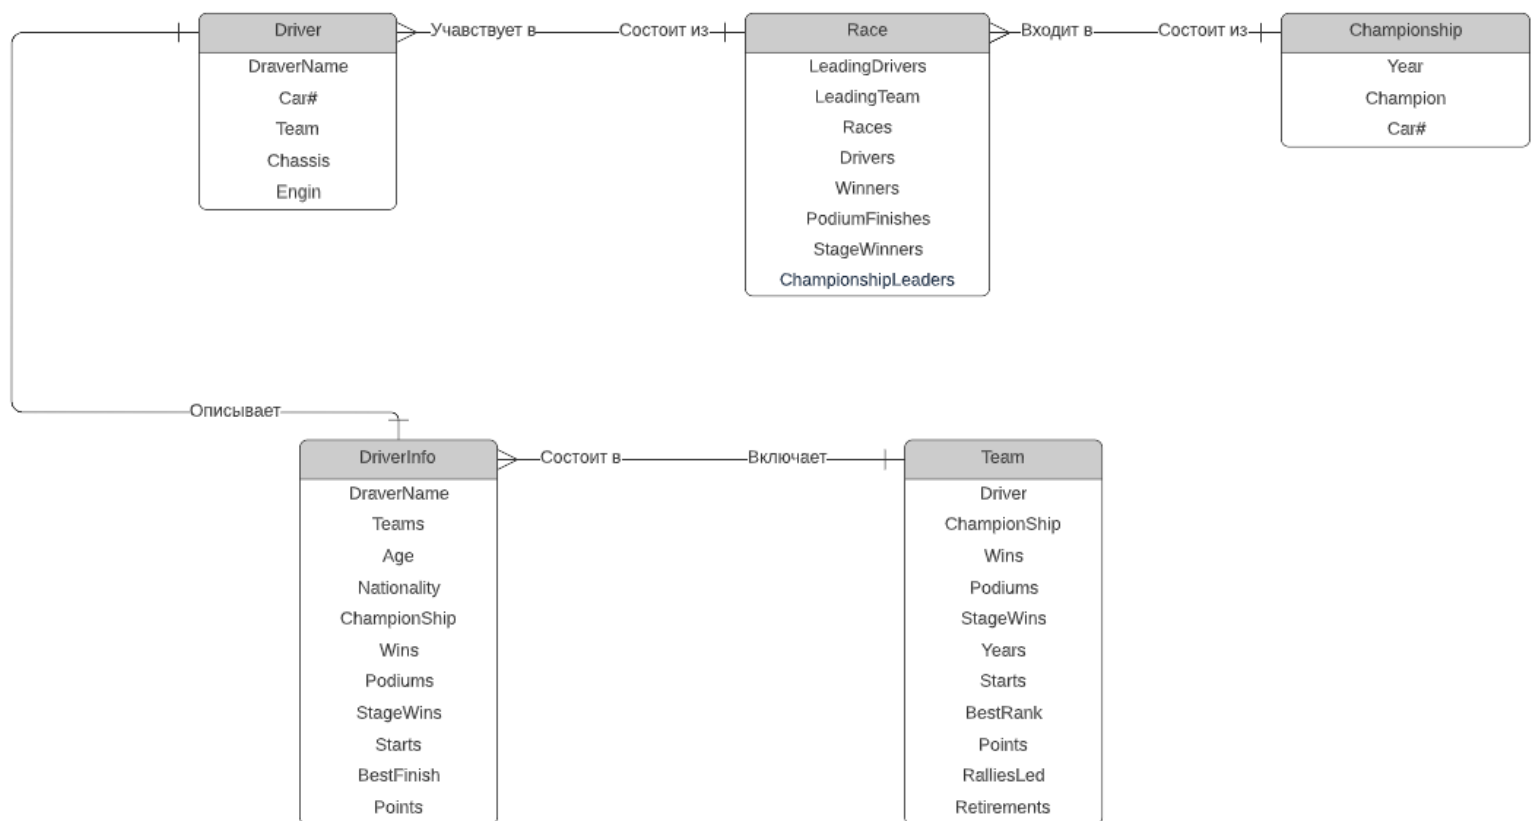 Driver
DraverName
Car#
Team
Chassis
Engin
Учавствует в
Состоит из
Race
LeadingDrivers
LeadingTeam
Races
Drivers
Winners
PodiumFinishes
StageWinners
ChampionshipLeaders
Входит в
Состоит из
Championship
Year
Champion
Car#
Описывает
DriverInfo
DraverName
Teams
Age
Nationality
ChampionShip
Wins
Podiums
StageWins
Starts
BestFinish
Points
Состоит в
Включает
Team
Driver
ChampionShip
Wins
Podiums
StageWins
Years
Starts
BestRank
Points
RalliesLed
Retirements